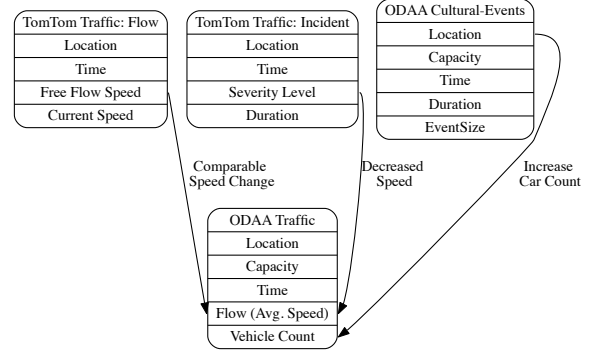 TomTom Traffic: Flow
Location
Time
Free Flow Speed
Current Speed
TomTom Traffic: Incident
Location
Time
Severity Level
Duration
ODAA Cultural-Events
Location
Capacity
Time
Duration
EventSize
Comparable
Speed Change
Decreased
Speed
Increase
Car Count
ODAA Traffic
Location
Capacity
Time
Flow (Avg. Speed)
Vehicle Count